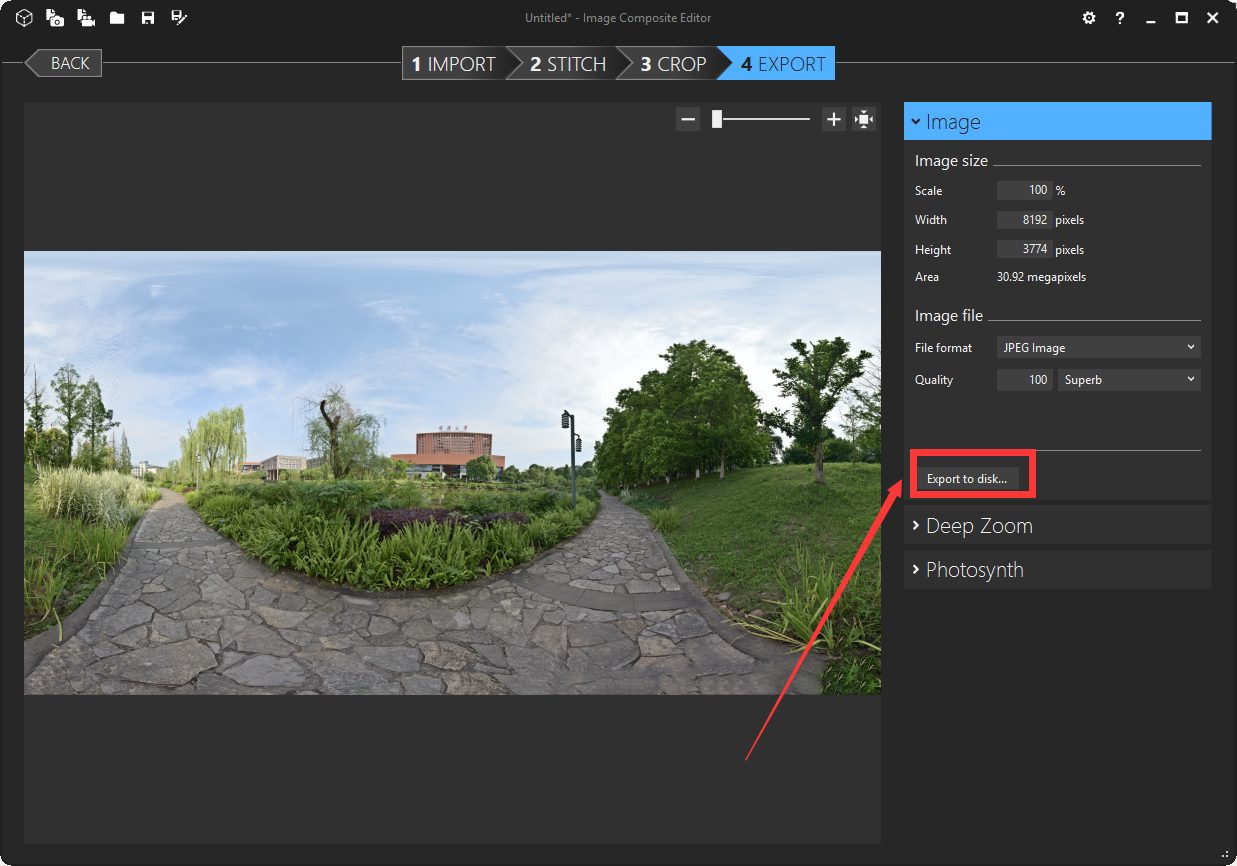 Untitled* - Image Composite Editor
BACK
1 IMPORT
2 STITCH
3 CROP
4 EXPORT
Image
Image size
Scale 100 %
Width 8192 pixels
Height 3774 pixels
Area 30.92 megapixels
Image file
File format JPEG Image
Quality 100 Superb
Export to disk...
Deep Zoom
Photosynth